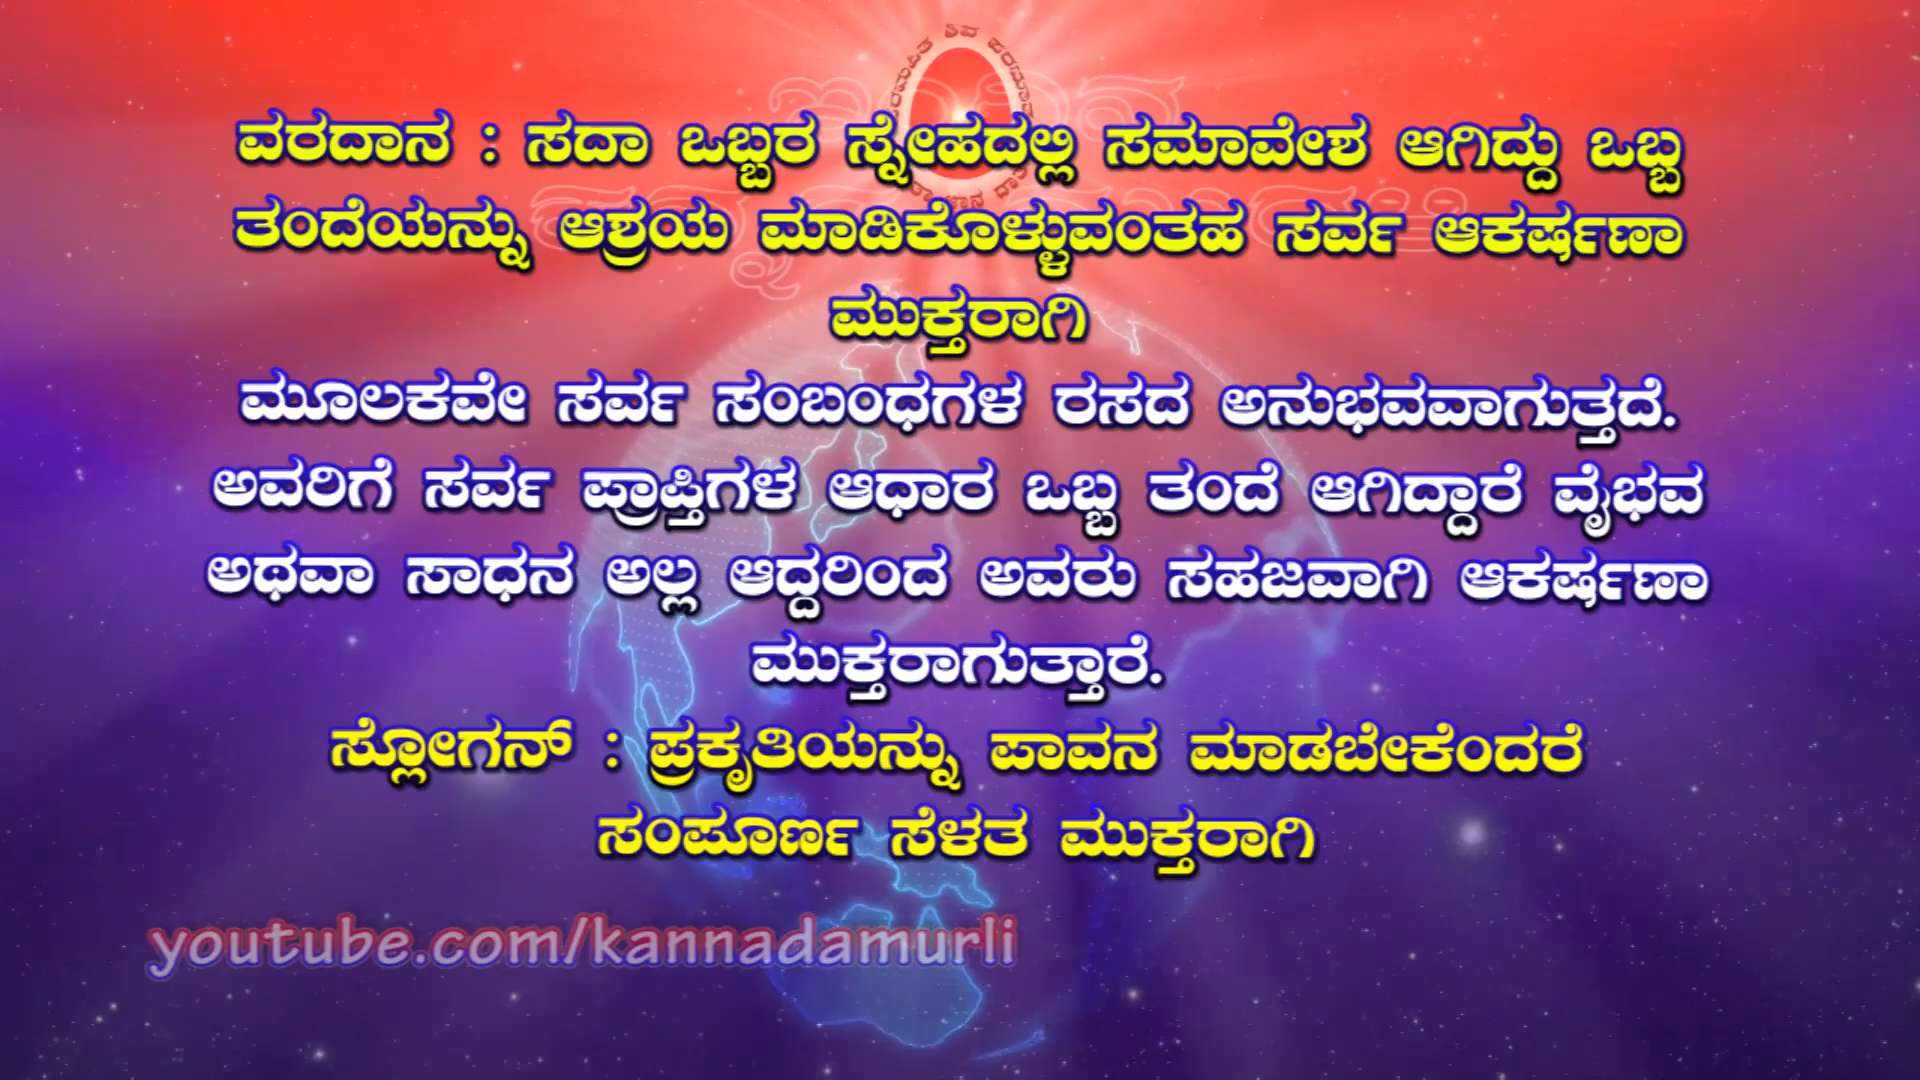 ವರದಾನ : ಸದಾ ಒಬ್ಬರ ಸ್ನೇಹದಲ್ಲಿ ಸಮಾವೇಶ ಆಗಿದ್ದು ಒಬ್ಬ
ತಂದೆಯನ್ನು ಆಶ್ರಯ ಮಾಡಿಕೊಳ್ಳುವಂತಹ ಸರ್ವ ಆಕರ್ಷಣಾ
ಮುಕ್ತರಾಗಿ
ಮೂಲಕವೇ ಸರ್ವ ಸಂಬಂಧಗಳ ರಸದ ಅನುಭವವಾಗುತ್ತದೆ.
ಅವರಿಗೆ ಸರ್ವ ಪ್ರಾಪ್ತಿಗಳ ಆಧಾರ ಒಬ್ಬ ತಂದೆ ಆಗಿದ್ದಾರೆ ವೈಭವ
ಅಥವಾ ಸಾಧನ ಅಲ್ಲ ಆದ್ದರಿಂದ ಅವರು ಸಹಜವಾಗಿ ಆಕರ್ಷಣಾ
ಮುಕ್ತರಾಗುತ್ತಾರೆ.
ಸ್ಲೋಗನ್ : ಪ್ರಕೃತಿಯನ್ನು ಪಾವನ ಮಾಡಬೇಕೆಂದರೆ
ಸಂಪೂರ್ಣ ಸೆಳತ ಮುಕ್ತರಾಗಿ
youtube.com/kannadamurli